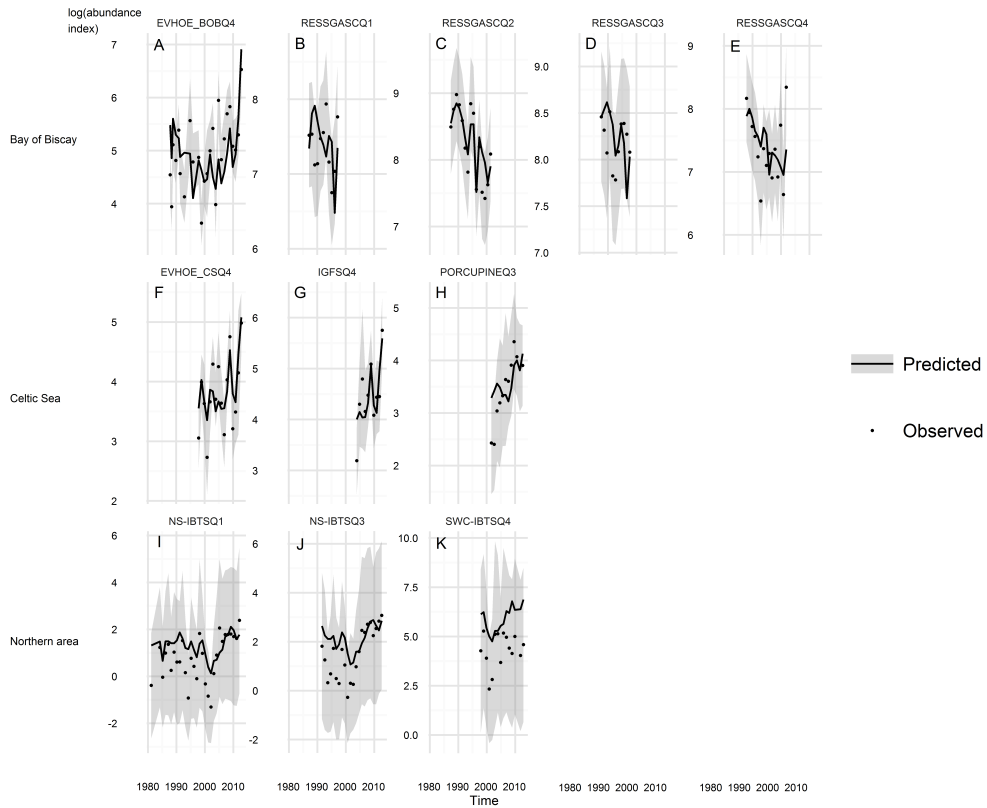 log(abundance
index)
EVHOE_BOBQ4 RESSGASCQ1 RESSGASCQ2 RESSGASCQ3 RESSGASCQ4
A B C D E
7 6 5 4
8 7 6
9 8 7
9.0 8.5 8.0 7.5 7.0
9 8 7 6
Bay of Biscay
EVHOE_CSQ4 IGFSQ4 PORCUPINEQ3
F G H
5 4 3 2
6 5 4 3
5 4 3 2
Celtic Sea
Predicted
Observed
NS-IBTSQ1 NS-IBTSQ3 SWC-IBTSQ4
I J K
6 4 2 0 -2
6 4 2 0 -2
10.0 7.5 5.0 2.5 0.0
Northern area
1980 1990 2000 2010 1980 1990 2000 2010 1980 1990 2000 2010 1980 1990 2000 2010 1980 1990 2000 2010
Time